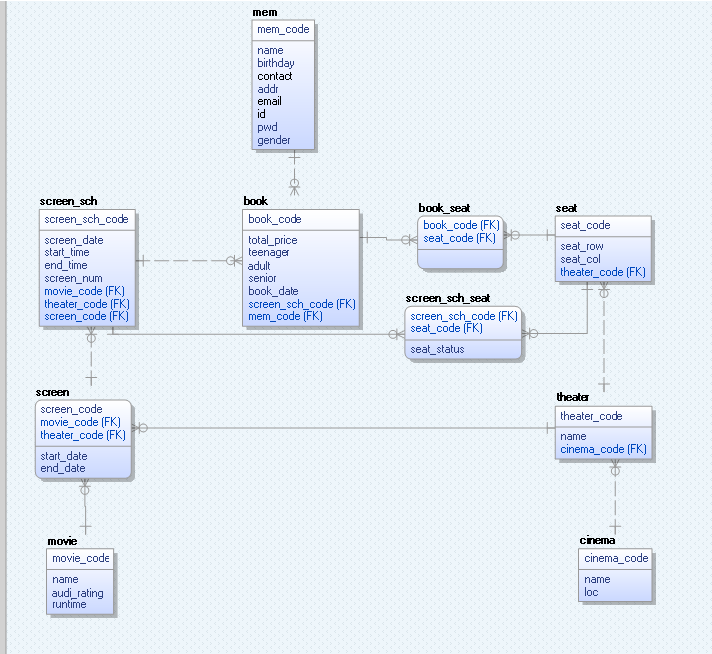 mem
mem_code
name
birthday
contact
addr
email
id
pwd
gender
screen_sch
screen_sch_code
screen_date
start_time
end_time
screen_num
movie_code (FK)
theater_code (FK)
screen_code (FK)
book
book_code
total_price
teenager
adult
senior
book_date
screen_sch_code (FK)
mem_code (FK)
book_seat
book_code (FK)
seat_code (FK)
seat
seat_code
seat_row
seat_col
theater_code (FK)
screen_sch_seat
screen_sch_code (FK)
seat_code (FK)
seat_status
screen
screen_code
movie_code (FK)
theater_code (FK)
start_date
end_date
theater
theater_code
name
cinema_code (FK)
movie
movie_code
name
audi_rating
runtime
cinema
cinema_code
name
loc